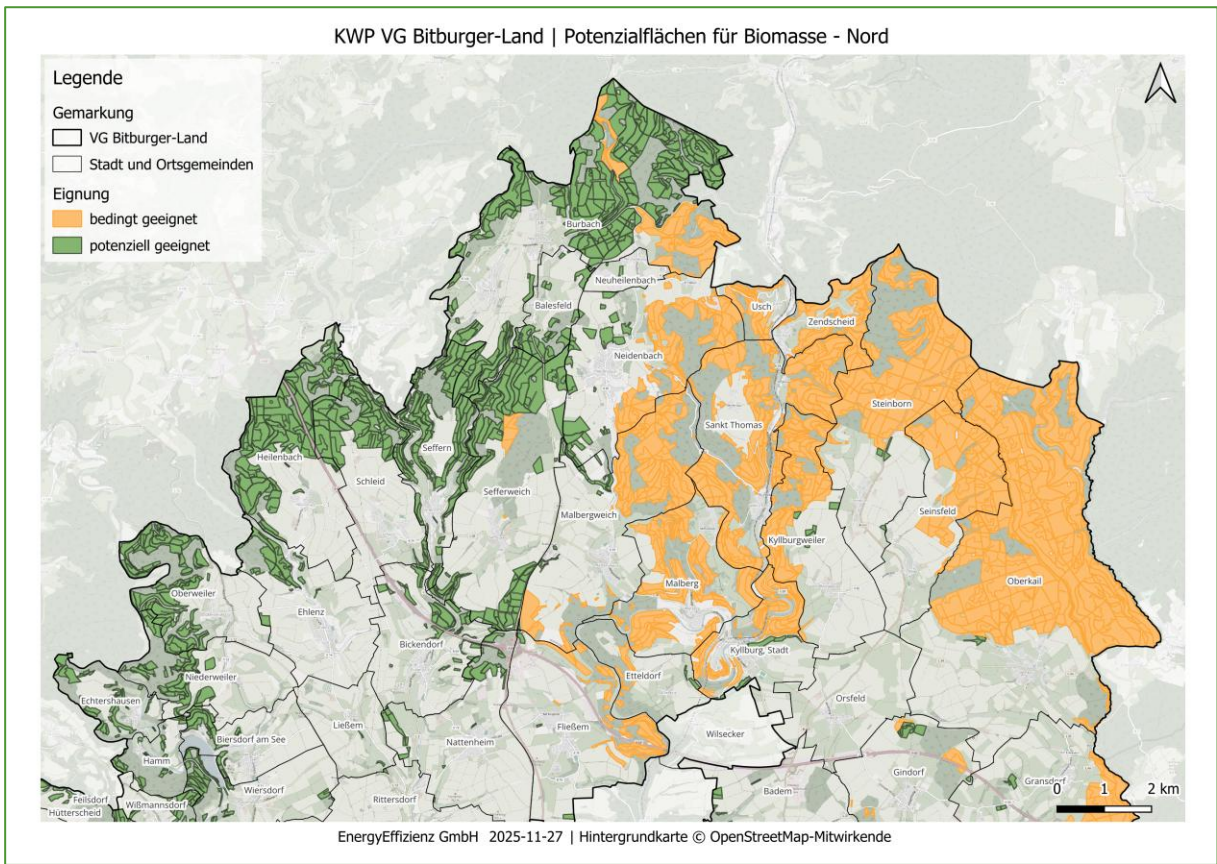 KWP VG Bitburger-Land | Potenzialflächen für Biomasse - Nord
Legende
Gemarkung
VG Bitburger-Land
Stadt und Ortsgemeinden
Eignung
bedingt geeignet
potenziell geeignet
Burbach
Neuheilenbach
Balesfeld
Usch
Zendscheid
Neidenbach
Steinborn
Sankt Thomas
Seffern
Heilenbach
Schleid
Sefferweich
Malbergweich
Seinsfeld
Kyllburgweiler
Oberkail
Malberg
Oberweiler
Ehlenz
Bickendorf
Kyllburg, Stadt
Etteldorf
Niederweiler
Echtershausen
Orsfeld
Ließem
Fließem
Wilsecker
Biersdorf am See
Nattenheim
Hamm
Gindorf
Gransdorf
Wiersdorf
Badem
Feilsdorf
Hütterscheid
Wißmannsdorf
Rittersdorf
0 1 2 km
EnergyEffizienz GmbH 2025-11-27 | Hintergrundkarte © OpenStreetMap-Mitwirkende